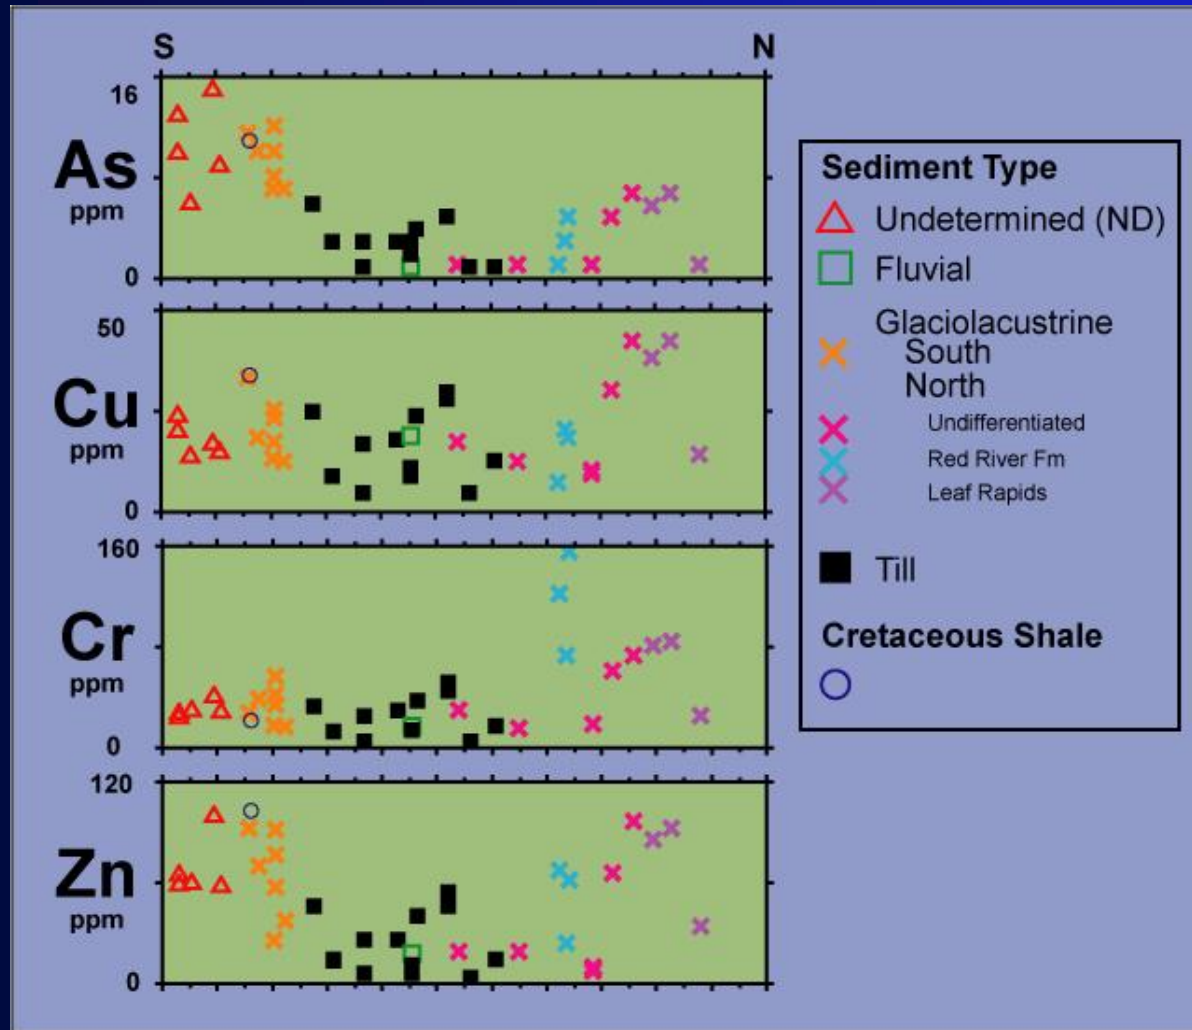 S N
16
As
ppm
0
50
Cu
ppm
0
160
Cr
ppm
0
120
Zn
ppm
0
Sediment Type
Undetermined (ND)
Fluvial
Glaciolacustrine
South
North
Undifferentiated
Red River Fm
Leaf Rapids
Till
Cretaceous Shale